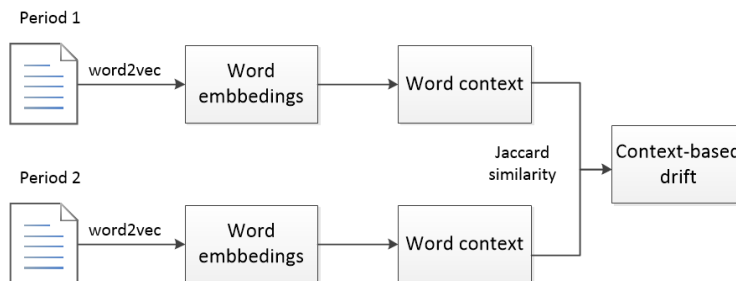 Period 1
word2vec
Word
embbedings
Word context
Jaccard
similarity
Context-based
drift
Period 2
word2vec
Word
embbedings
Word context